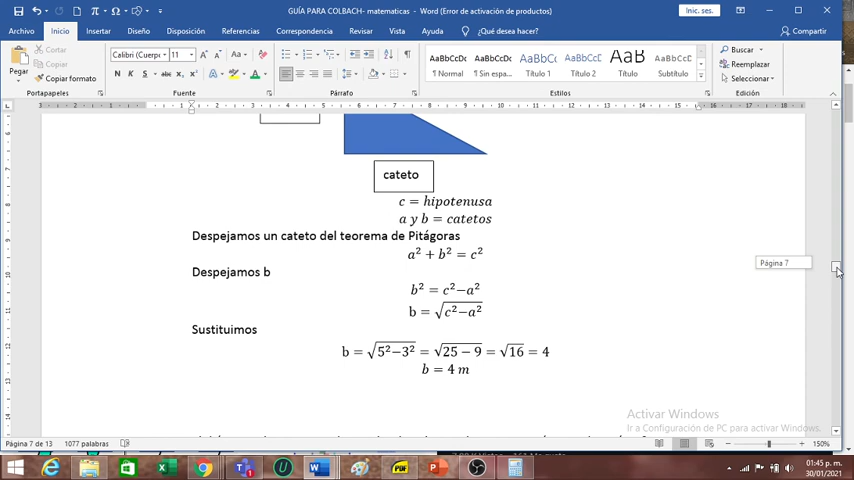 GUÍA PARA COLBACH- matematicas - Word (Error de activación de productos)
Inic. ses.
Archivo Inicio Insertar Diseño Disposición Referencias Correspondencia Revisar Vista Ayuda ¿Qué desea hacer? Compartir
Pegar
Cortar
Copiar
Copiar formato
Portapapeles
Calibri (Cuerp 11
N K S abc x₂ x²
Fuente
Párrafo
AaBbCcDc AaBbCcDc AaBbC AaBbCcC AaB AaBbCcD
¶ Normal ¶ Sin espa... Título 1 Título 2 Título Subtítulo
Estilos
Buscar
Reemplazar
Seleccionar
Edición
cateto
c = hipotenusa
a y b = catetos
Despejamos un cateto del teorema de Pitágoras
a² + b² = c²
Despejamos b
b² = c²−a²
b = √(c²−a²)
Sustituimos
b = √(5²−3²) = √(25 − 9) = √16 = 4
b = 4 m
Página 7
Activar Windows
Ir a Configuración de PC para activar Windows.
Página 7 de 13 1077 palabras
150%
01:45 p. m.
30/01/2021